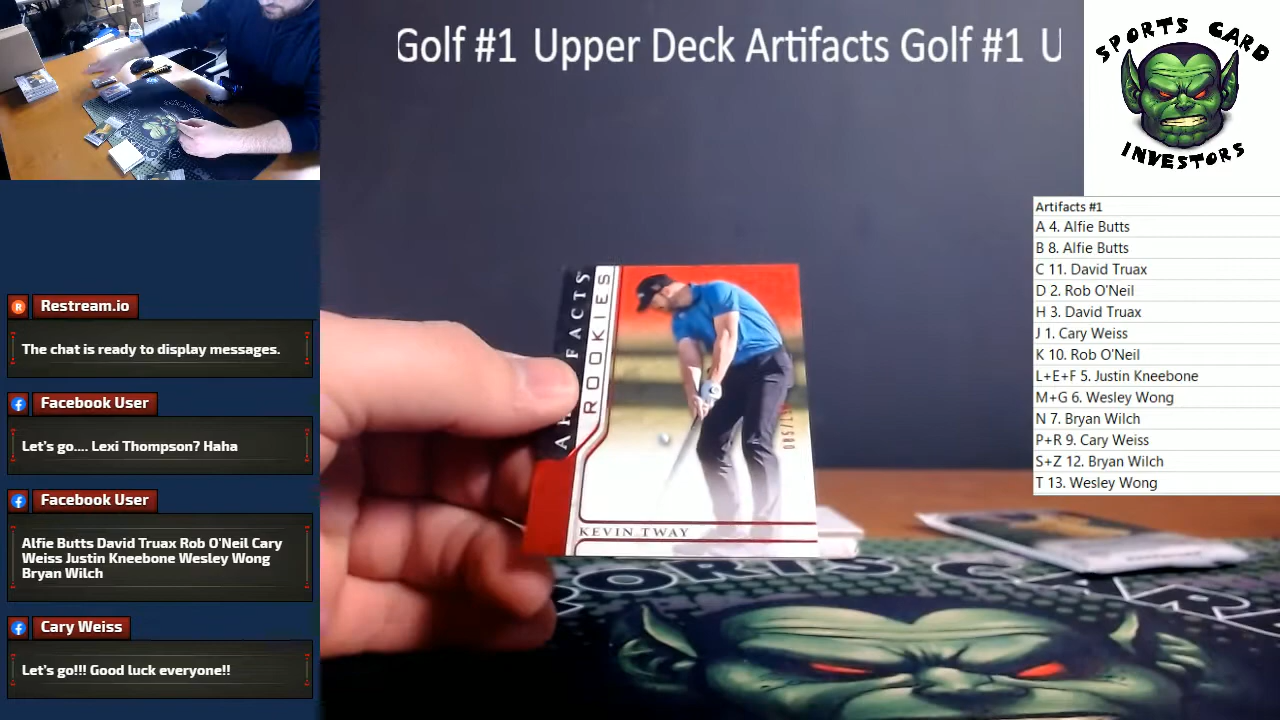 Golf #1 Upper Deck Artifacts Golf #1 U
SPORTS CARD
INVESTORS
Artifacts #1
A 4. Alfie Butts
B 8. Alfie Butts
C 11. David Truax
D 2. Rob O'Neil
H 3. David Truax
J 1. Cary Weiss
K 10. Rob O'Neil
L+E+F 5. Justin Kneebone
M+G 6. Wesley Wong
N 7. Bryan Wilch
P+R 9. Cary Weiss
S+Z 12. Bryan Wilch
T 13. Wesley Wong
Restream.io
The chat is ready to display messages.
Facebook User
Let's go.... Lexi Thompson? Haha
Facebook User
Alfie Butts David Truax Rob O'Neil Cary
Weiss Justin Kneebone Wesley Wong
Bryan Wilch
Cary Weiss
Let's go!!! Good luck everyone!!
ROOKIES
KEVIN TWAY
SPORTS CAR